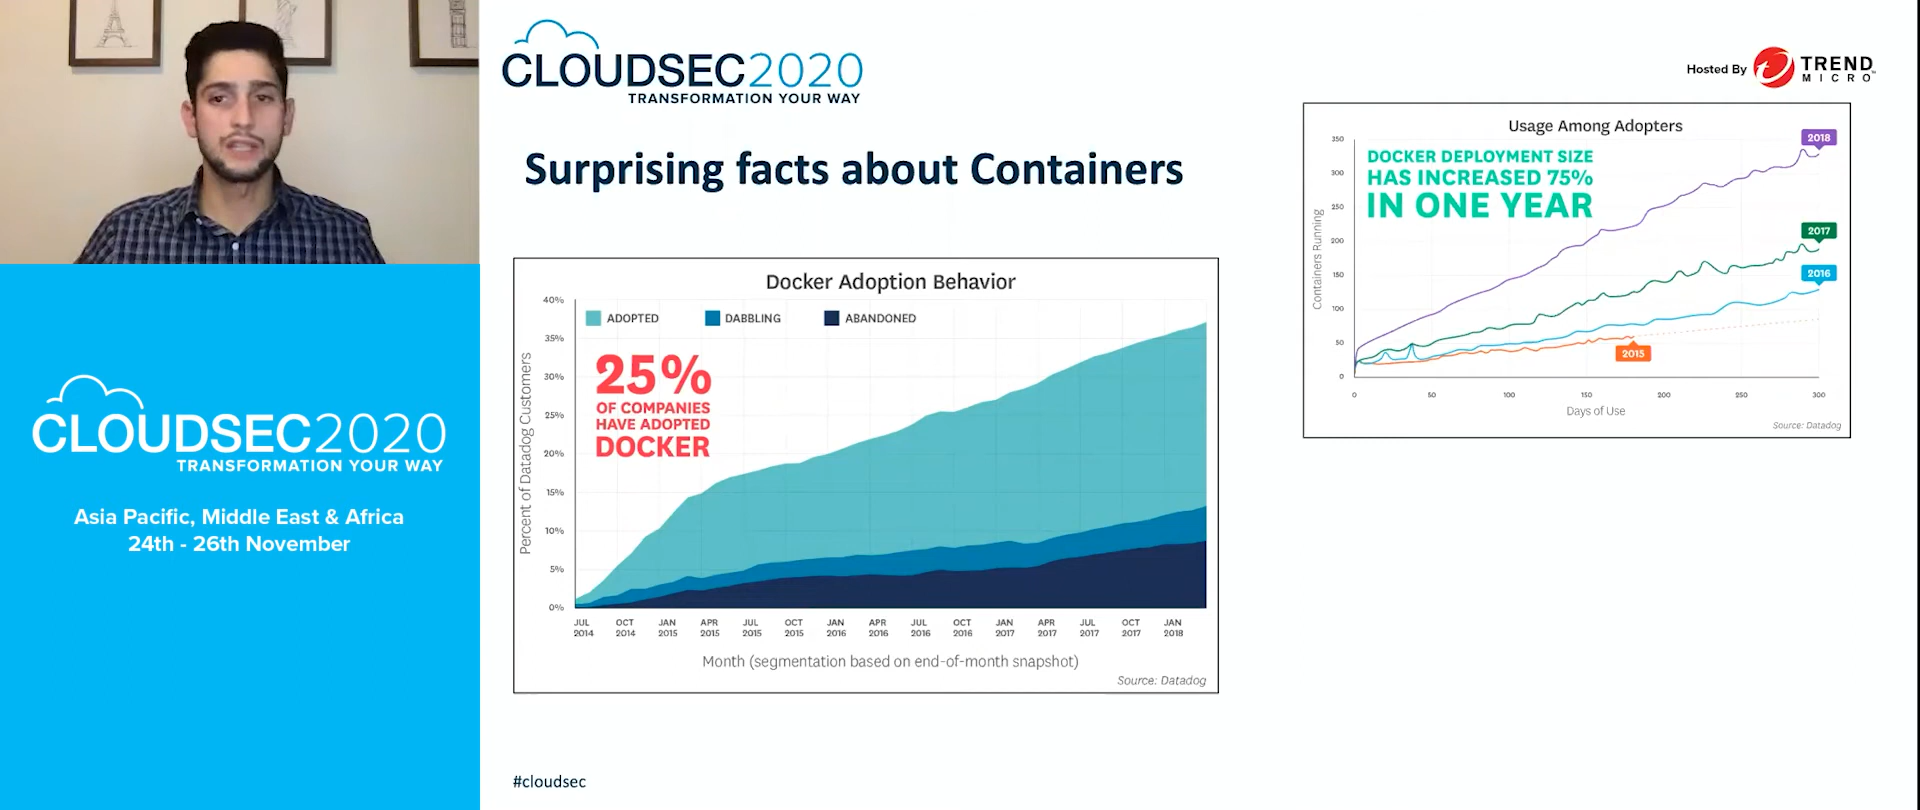 CLOUDSEC2020
TRANSFORMATION YOUR WAY
Asia Pacific, Middle East & Africa
24th - 26th November
CLOUDSEC2020
TRANSFORMATION YOUR WAY
Hosted By TREND MICRO™
Surprising facts about Containers
Docker Adoption Behavior
ADOPTED DABBLING ABANDONED
25%
OF COMPANIES
HAVE ADOPTED
DOCKER
Percent of Datadog Customers
40%
35%
30%
25%
20%
15%
10%
5%
0%
JUL 2014 OCT 2014 JAN 2015 APR 2015 JUL 2015 OCT 2015 JAN 2016 APR 2016 JUL 2016 OCT 2016 JAN 2017 APR 2017 JUL 2017 OCT 2017 JAN 2018
Month (segmentation based on end-of-month snapshot)
Source: Datadog
Usage Among Adopters
DOCKER DEPLOYMENT SIZE
HAS INCREASED 75%
IN ONE YEAR
2018
2017
2016
2015
Containers Running
350
300
250
200
150
100
50
0
0 50 100 150 200 250 300
Days of Use
Source: Datadog
#cloudsec